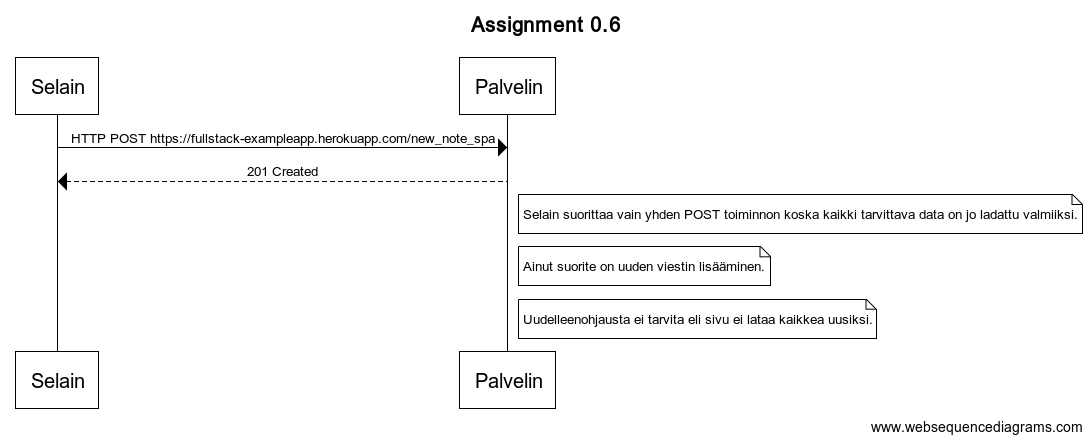 Assignment 0.6
Selain
Palvelin
HTTP POST https://fullstack-exampleapp.herokuapp.com/new_note_spa
201 Created
Selain suorittaa vain yhden POST toiminnon koska kaikki tarvittava data on jo ladattu valmiiksi.
Ainut suorite on uuden viestin lisääminen.
Uudelleenohjausta ei tarvita eli sivu ei lataa kaikkea uusiksi.
Selain
Palvelin
www.websequencediagrams.com